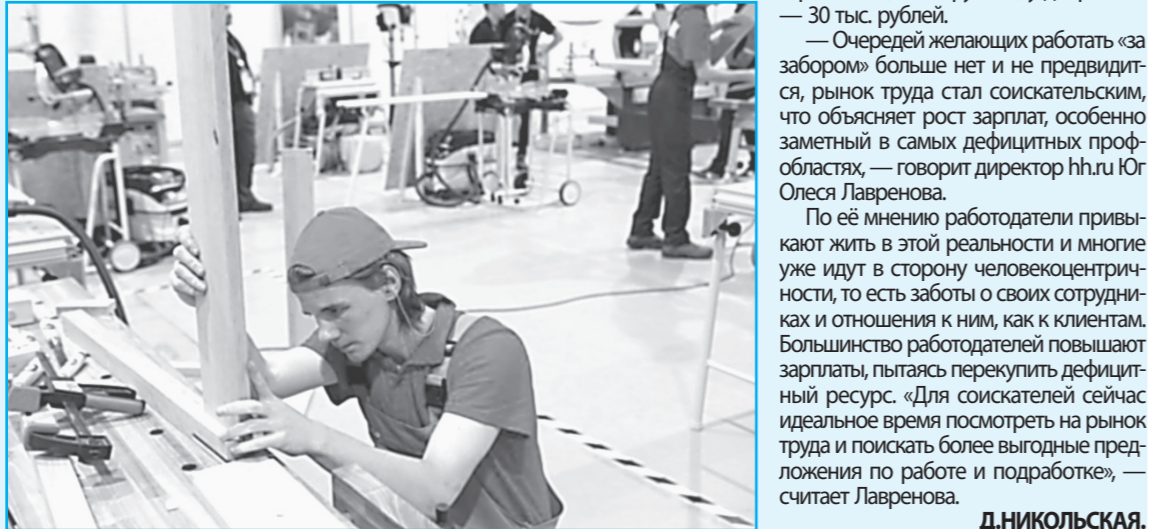 — 30 тыс. рублей.
— Очередей желающих работать «за
забором» больше нет и не предвидит-
ся, рынок труда стал соискательским,
что объясняет рост зарплат, особенно
заметный в самых дефицитных проф-
областях, — говорит директор hh.ru Юг
Олеся Лавренова.
По её мнению работодатели привы-
кают жить в этой реальности и многие
уже идут в сторону человекоцентрич-
ности, то есть заботы о своих сотрудни-
ках и отношения к ним, как к клиентам.
Большинство работодателей повышают
зарплаты, пытаясь перекупить дефицит-
ный ресурс. «Для соискателей сейчас
идеальное время посмотреть на рынок
труда и поискать более выгодные пред-
ложения по работе и подработке», —
считает Лавренова.
Д.НИКОЛЬСКАЯ.